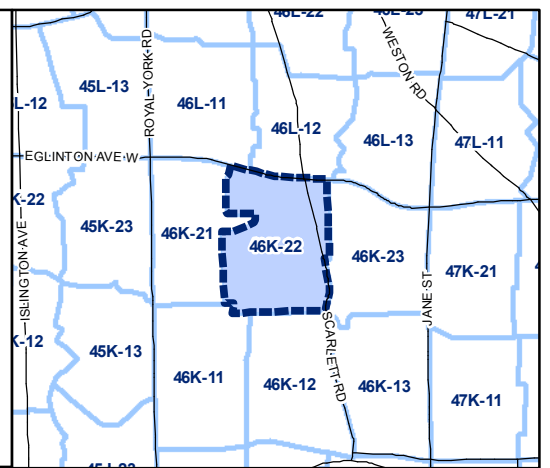 46L-22
46L-23
47L-21
WESTON RD
ROYAL YORK RD
45L-13
L-12
46L-11
46L-12
46L-13
47L-11
EGLINTON AVE W
K-22
45K-23
46K-21
46K-22
46K-23
47K-21
ISLINGTON AVE
JANE ST
SCARLETT RD
K-12
45K-13
46K-11
46K-12
46K-13
47K-11